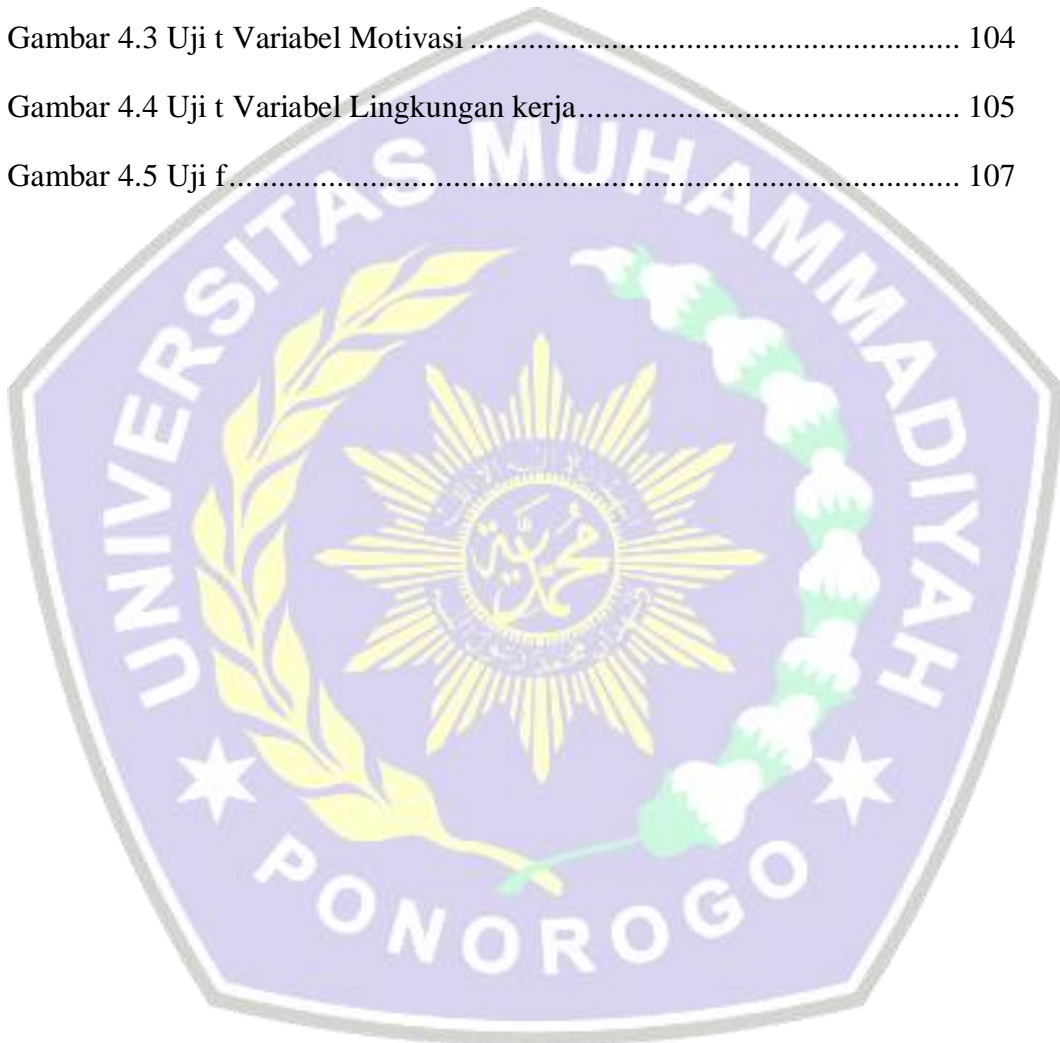 Gambar 4.3 Uji t Variabel Motivasi ................................................................ 104
Gambar 4.4 Uji t Variabel Lingkungan kerja.................................................. 105
Gambar 4.5 Uji f................................................................................................ 107
UNIVERSITAS MUHAMMADIYAH
محمدية
PONOROGO